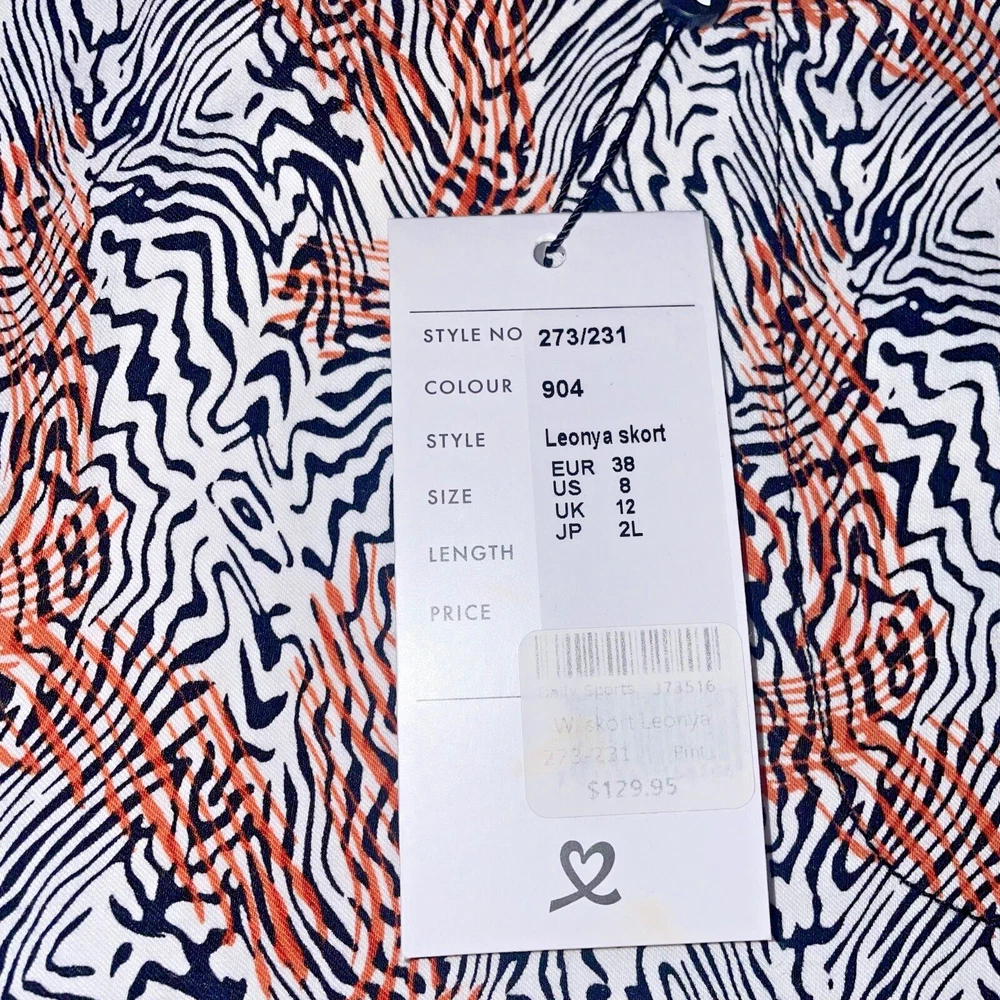 STYLE NO 273/231
COLOUR 904
STYLE Leonya skort
SIZE EUR 38
US 8
UK 12
JP 2L
LENGTH
PRICE
Daily Sports J73516
W. skort Leonya
273-231
$129.95